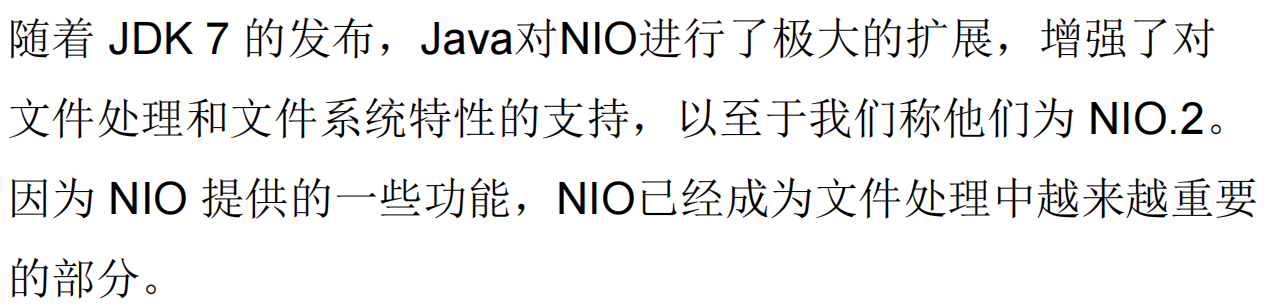 随着 JDK 7 的发布，Java对NIO进行了极大的扩展，增强了对
文件处理和文件系统特性的支持，以至于我们称他们为 NIO.2。
因为 NIO 提供的一些功能，NIO已经成为文件处理中越来越重要
的部分。